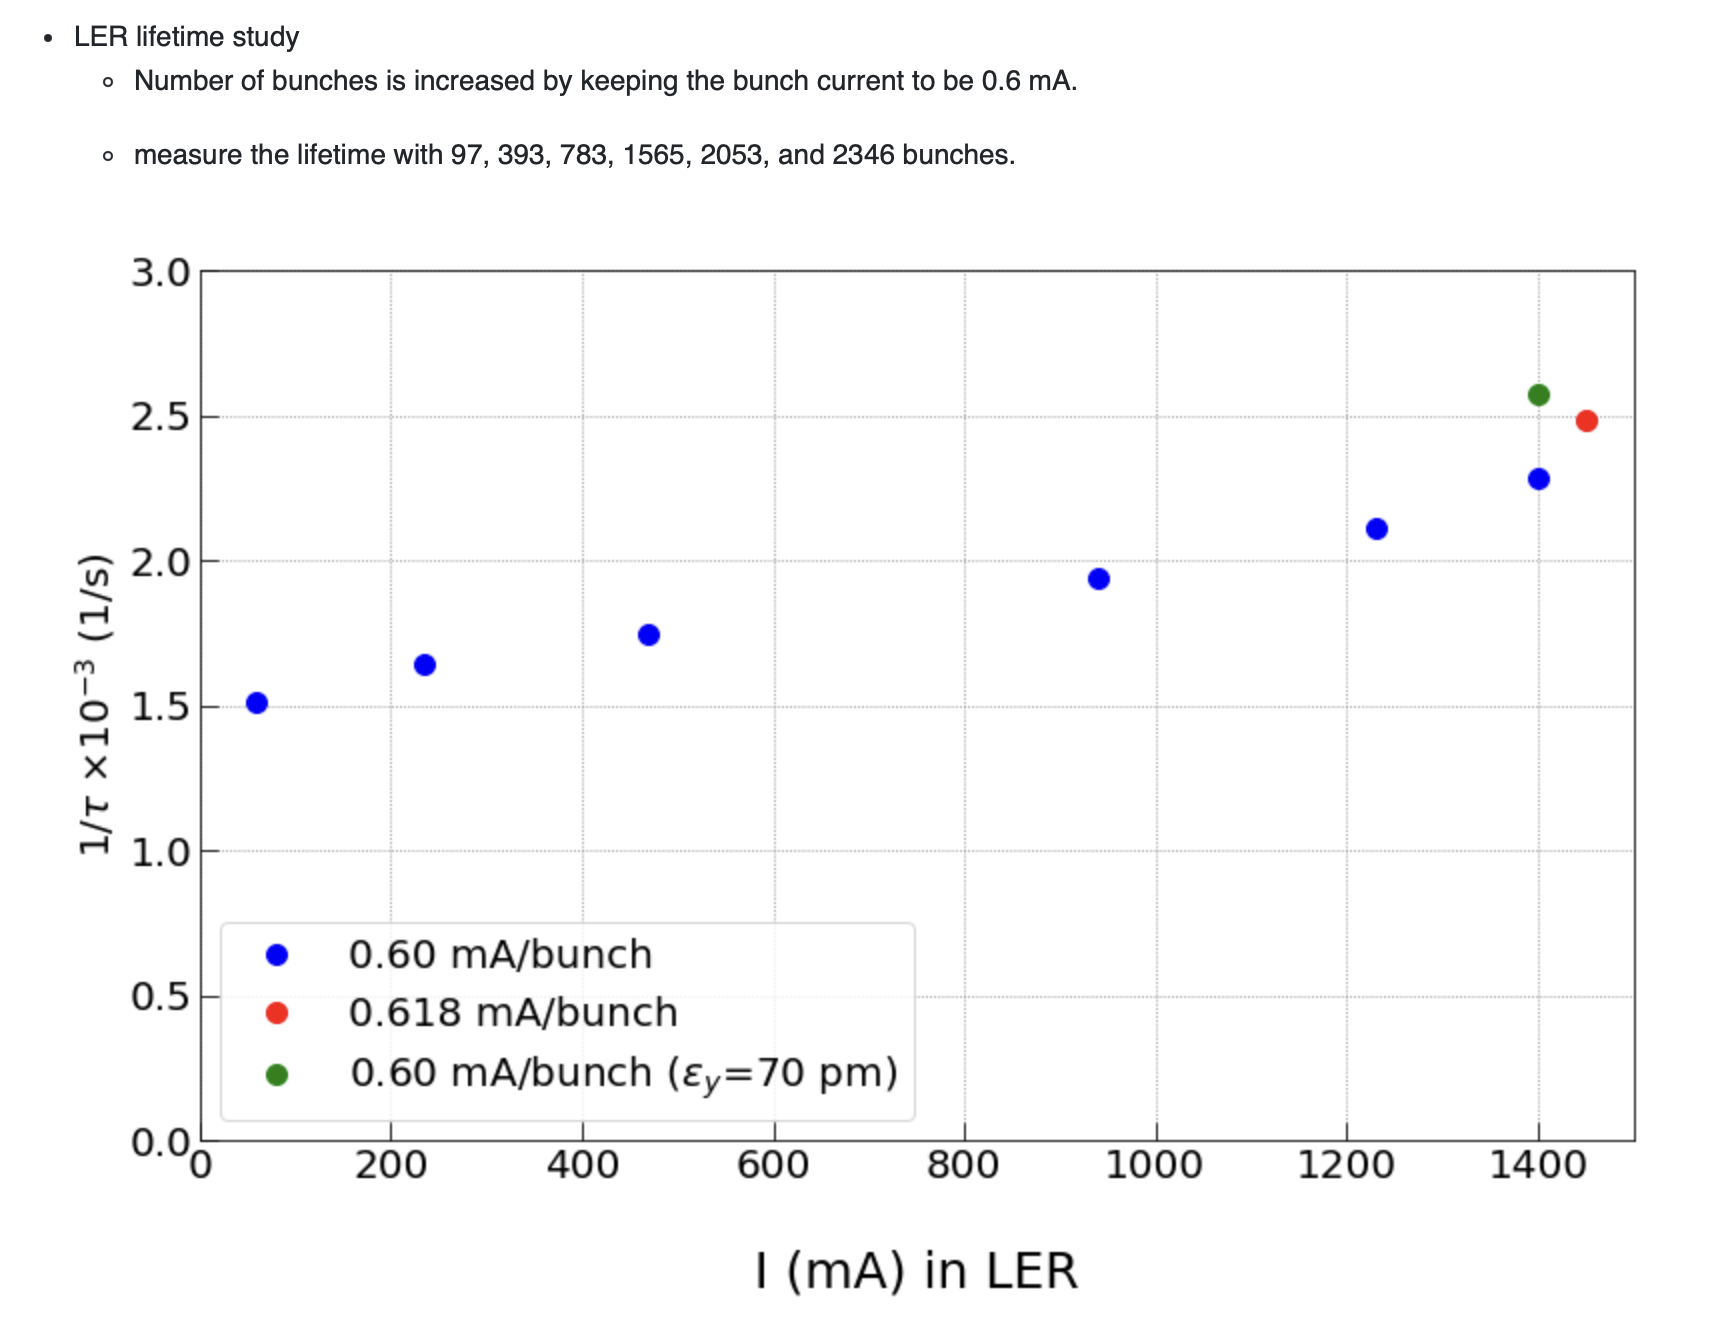 LER lifetime study
Number of bunches is increased by keeping the bunch current to be 0.6 mA.
measure the lifetime with 97, 393, 783, 1565, 2053, and 2346 bunches.
3.0
2.5
2.0
1.5
1.0
0.5
0.0
1/τ ×10⁻³ (1/s)
0.60 mA/bunch
0.618 mA/bunch
0.60 mA/bunch (εy=70 pm)
0 200 400 600 800 1000 1200 1400
I (mA) in LER